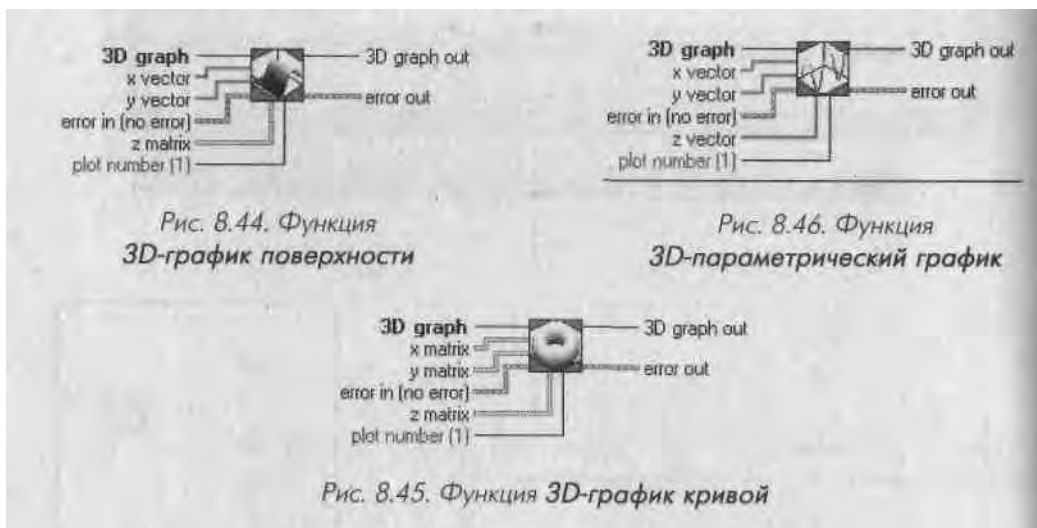 3D graph
x vector
y vector
error in (no error)
z matrix
plot number (1)
3D graph out
error out
Рис. 8.44. Функция
3D-график поверхности
3D graph
x vector
y vector
error in (no error)
z vector
plot number (1)
3D graph out
error out
Рис. 8.46. Функция
3D-параметрический график
3D graph
x matrix
y matrix
error in (no error)
z matrix
plot number (1)
3D graph out
error out
Рис. 8.45. Функция 3D-график кривой